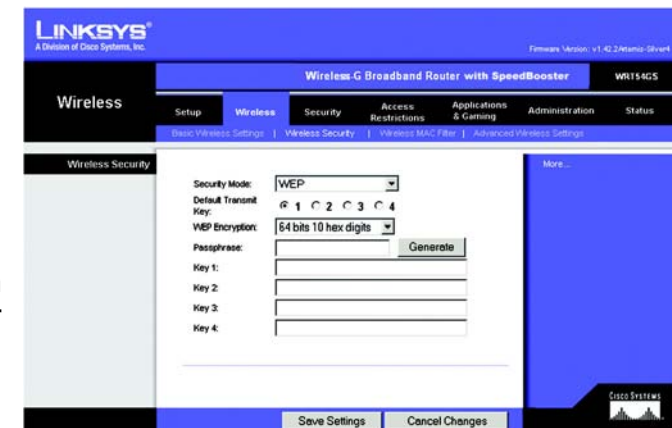 LINKSYS®
A Division of Cisco Systems, Inc.
Firmware Version: v1.42.2Artemis-Silver4
Wireless-G Broadband Router with SpeedBooster WRT54GS
Wireless
Setup Wireless Security Access Restrictions Applications & Gaming Administration Status
Basic Wireless Settings | Wireless Security | Wireless MAC Filter | Advanced Wireless Settings
Wireless Security
More...
Security Mode: WEP
Default Transmit Key: 1 2 3 4
WEP Encryption: 64 bits 10 hex digits
Passphrase: Generate
Key 1:
Key 2:
Key 3:
Key 4:
CISCO SYSTEMS
Save Settings Cancel Changes